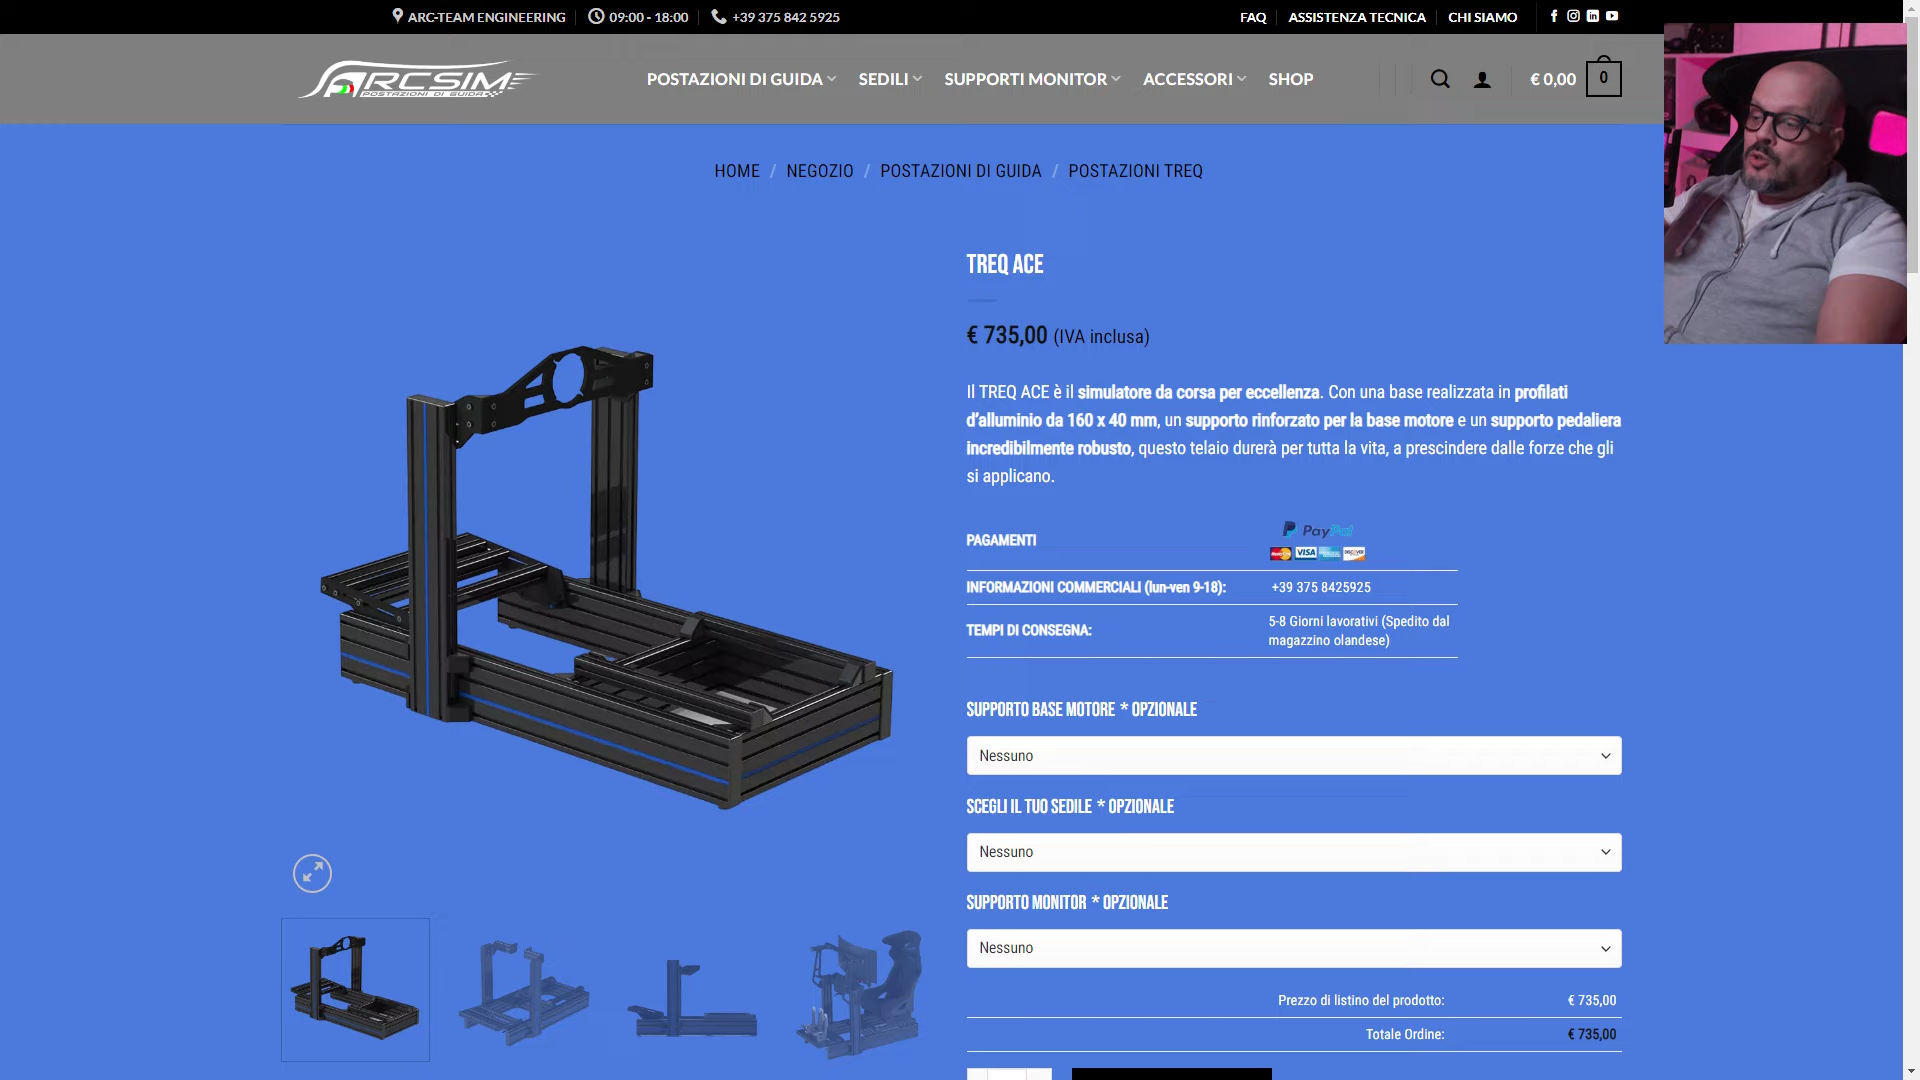 ARC-TEAM ENGINEERING
09:00 - 18:00
+39 375 842 5925
FAQ
ASSISTENZA TECNICA
CHI SIAMO
ARCSIM
POSTAZIONI DI GUIDA
POSTAZIONI DI GUIDA
SEDILI
SUPPORTI MONITOR
ACCESSORI
SHOP
€ 0,00
0
HOME / NEGOZIO / POSTAZIONI DI GUIDA / POSTAZIONI TREQ
TREQ ACE
€ 735,00 (IVA inclusa)
Il TREQ ACE è il simulatore da corsa per eccellenza. Con una base realizzata in profilati
d'alluminio da 160 x 40 mm, un supporto rinforzato per la base motore e un supporto pedaliera
incredibilmente robusto, questo telaio durerà per tutta la vita, a prescindere dalle forze che gli
si applicano.
PAGAMENTI
PayPal
MasterCard VISA DISCOVER
INFORMAZIONI COMMERCIALI (lun-ven 9-18):
+39 375 8425925
TEMPI DI CONSEGNA:
5-8 Giorni lavorativi (Spedito dal
magazzino olandese)
SUPPORTO BASE MOTORE * OPZIONALE
Nessuno
SCEGLI IL TUO SEDILE * OPZIONALE
Nessuno
SUPPORTO MONITOR * OPZIONALE
Nessuno
Prezzo di listino del prodotto: € 735,00
Totale Ordine: € 735,00